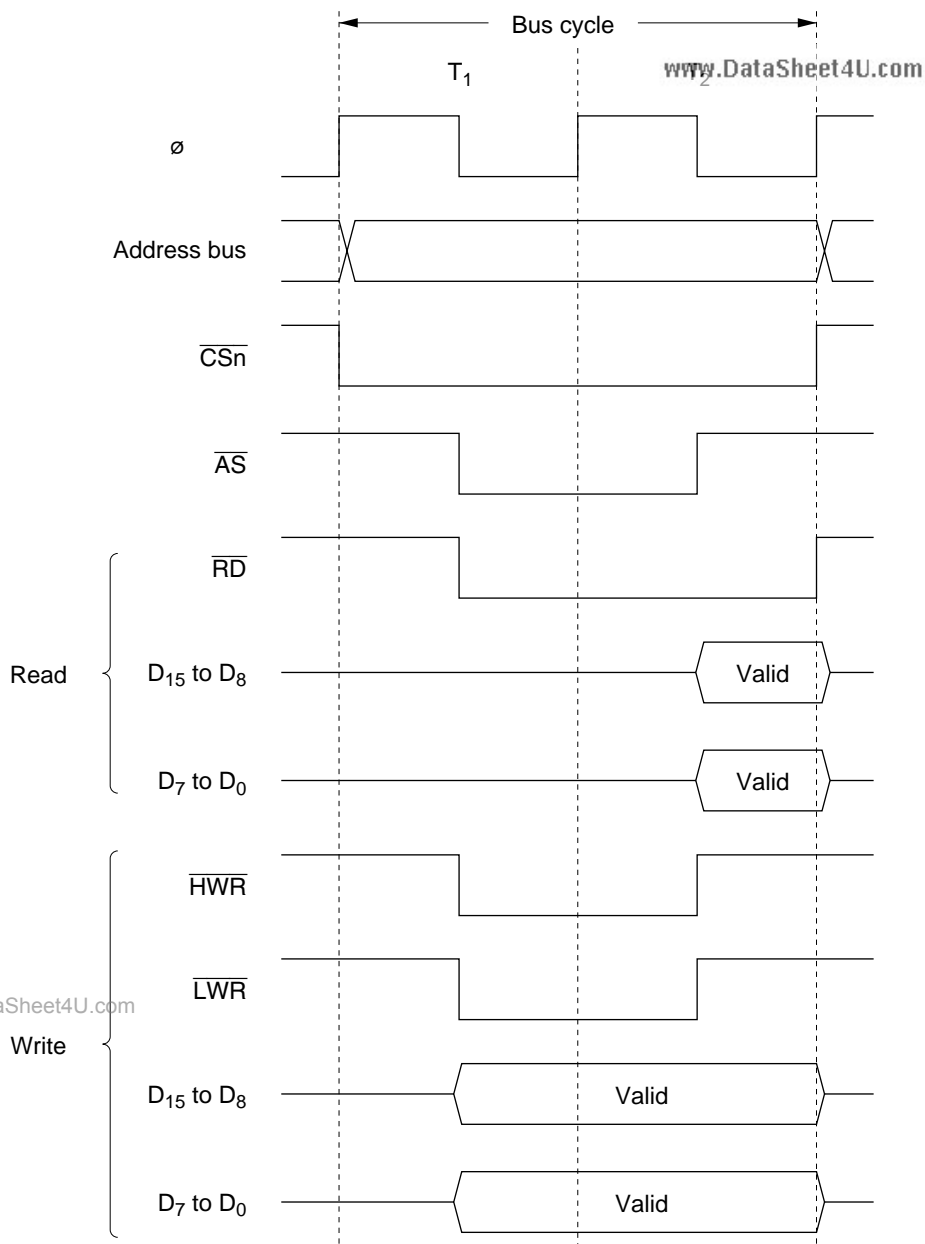 Bus cycle
T₁
www.DataSheet4U.com
T₂
ø
Address bus
CSn
AS
RD
Read
D₁₅ to D₈
Valid
D₇ to D₀
Valid
HWR
LWR
aSheet4U.com
Write
D₁₅ to D₈
Valid
D₇ to D₀
Valid